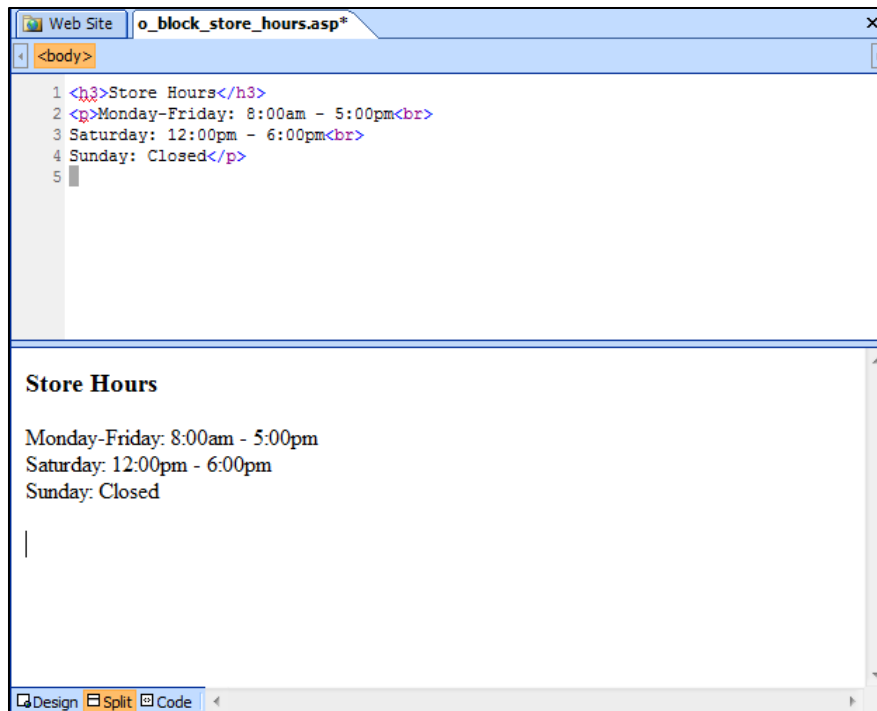 Web Site o_block_store_hours.asp*
<body>
1 <h3>Store Hours</h3>
2 <p>Monday-Friday: 8:00am - 5:00pm<br>
3 Saturday: 12:00pm - 6:00pm<br>
4 Sunday: Closed</p>
5
Store Hours
Monday-Friday: 8:00am - 5:00pm
Saturday: 12:00pm - 6:00pm
Sunday: Closed
Design Split Code